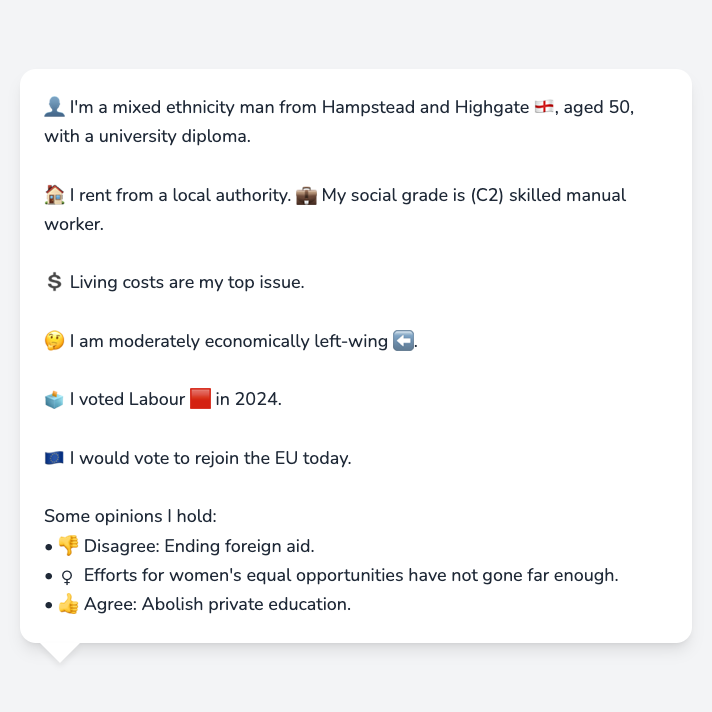 👤 I'm a mixed ethnicity man from Hampstead and Highgate 🏴󠁧󠁢󠁥󠁮󠁧󠁿, aged 50,
with a university diploma.
🏠 I rent from a local authority. 💼 My social grade is (C2) skilled manual
worker.
💲 Living costs are my top issue.
🤔 I am moderately economically left-wing ⬅️.
🗳️ I voted Labour 🟥 in 2024.
🇪🇺 I would vote to rejoin the EU today.
Some opinions I hold:
• 👎 Disagree: Ending foreign aid.
• ♀ Efforts for women's equal opportunities have not gone far enough.
• 👍 Agree: Abolish private education.